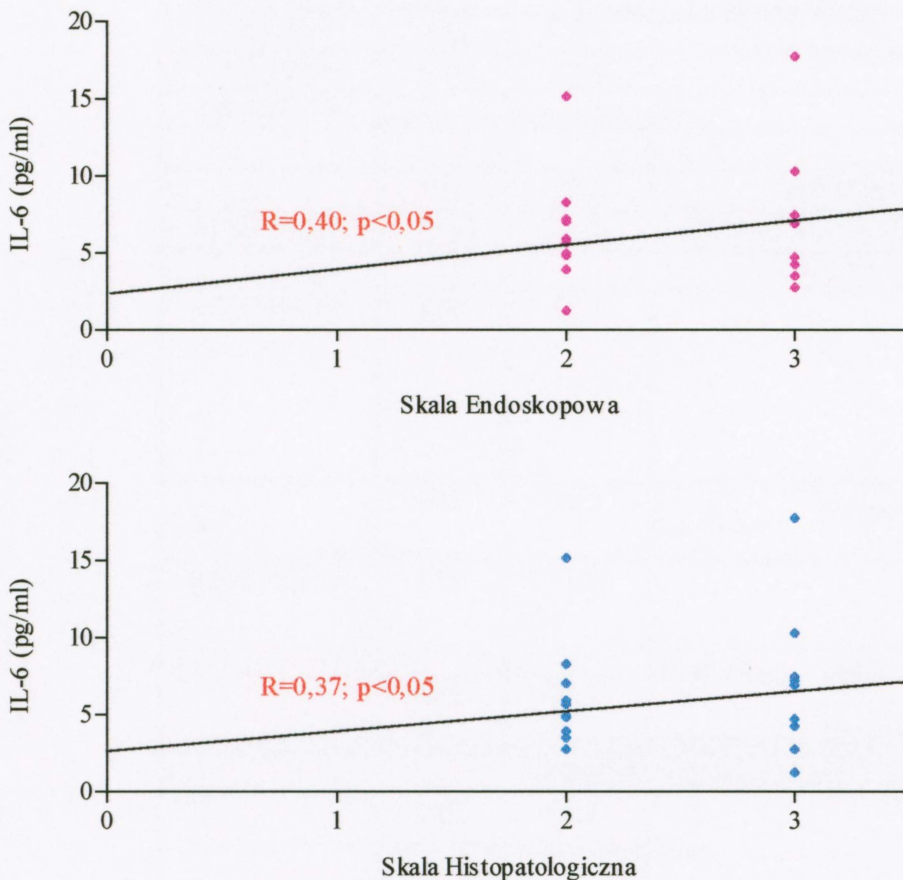 20
15
10
5
0
IL-6 (pg/ml)
R=0,40; p<0,05
0 1 2 3
Skala Endoskopowa
20
15
10
5
0
IL-6 (pg/ml)
R=0,37; p<0,05
0 1 2 3
Skala Histopatologiczna